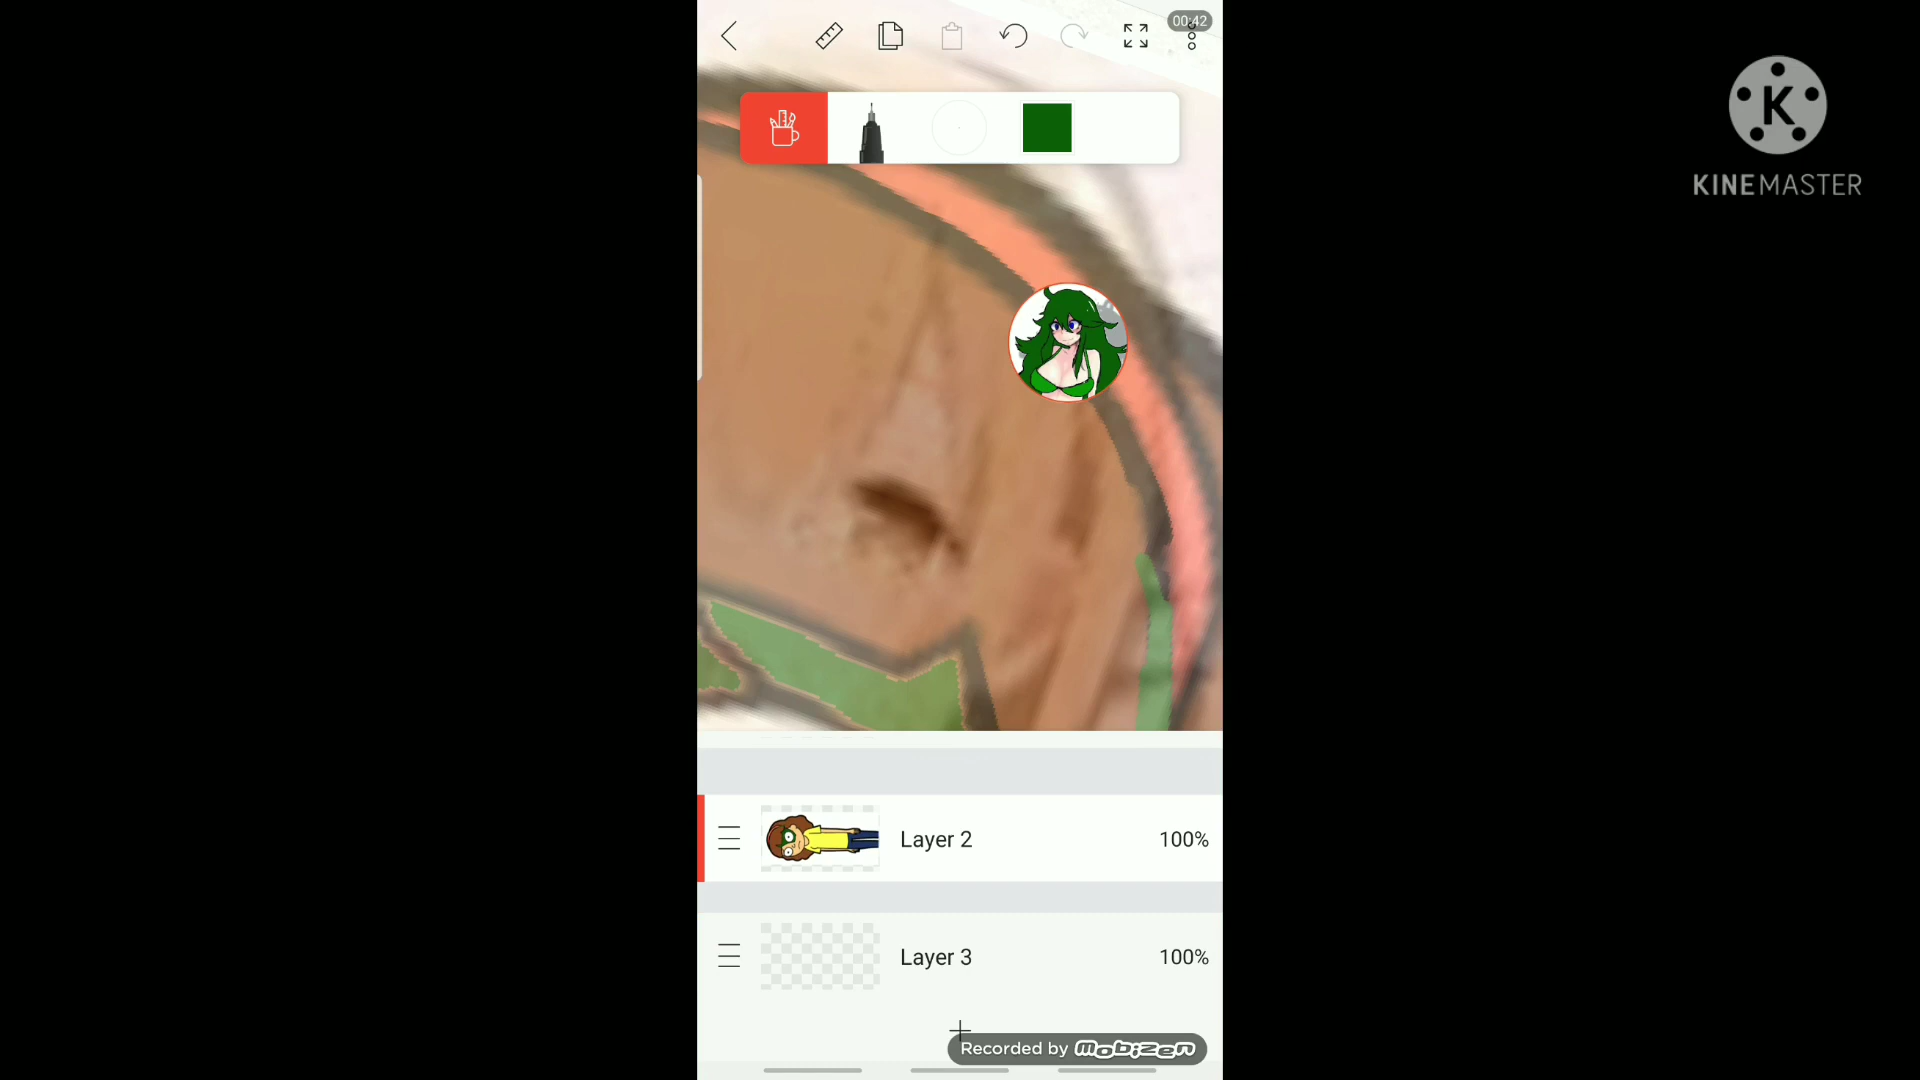 00:42
KINEMASTER
Layer 2 100%
Layer 3 100%
Recorded by mobizen